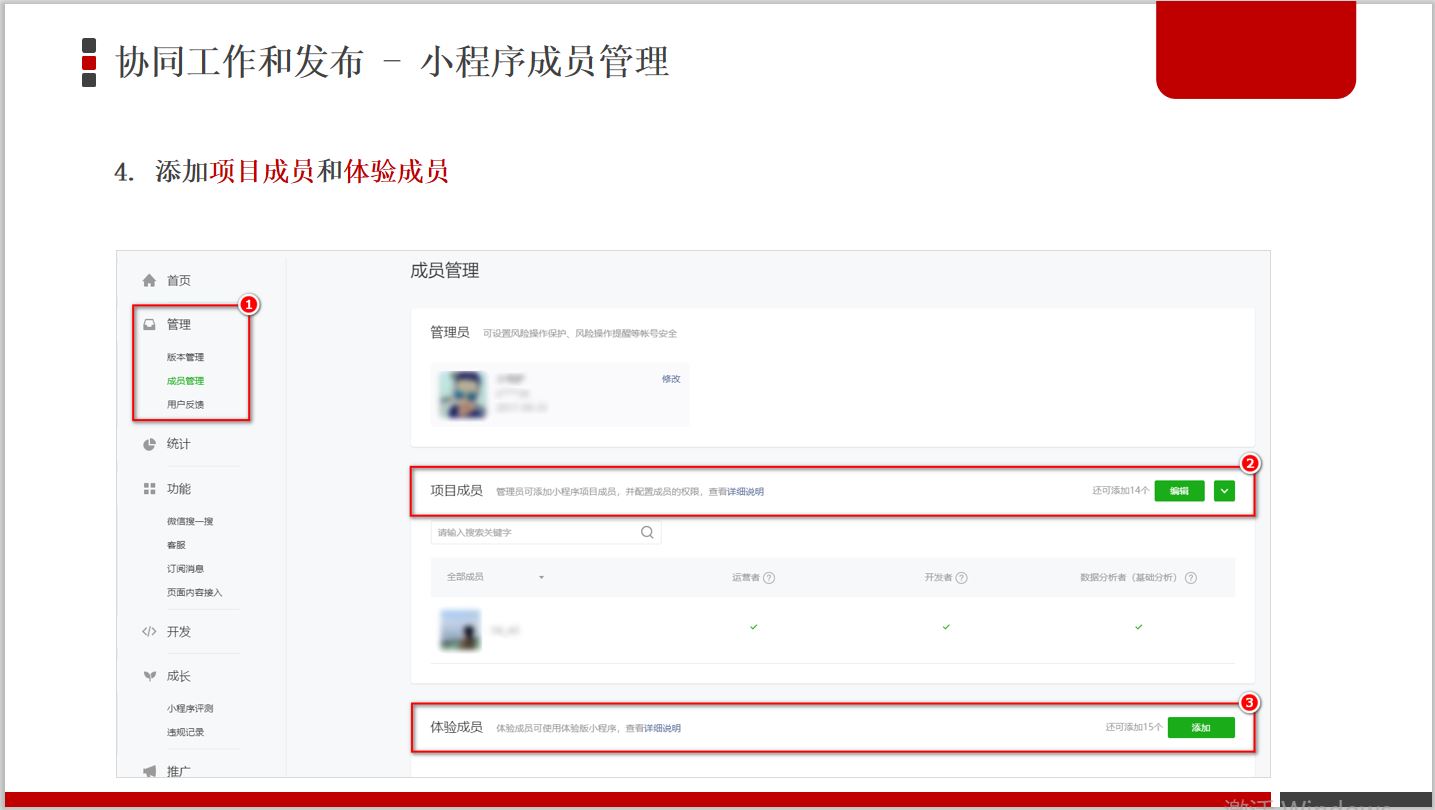 协同工作和发布 - 小程序成员管理
4. 添加项目成员和体验成员
首页
1
管理
版本管理
成员管理
用户反馈
统计
功能
微信搜一搜
客服
订阅消息
页面内容接入
开发
成长
小程序评测
违规记录
推广
成员管理
管理员 可设置风险操作保护、风险操作提醒等帐号安全
修改
2
项目成员 管理员可添加小程序项目成员,并配置成员的权限,查看详细说明 还可添加14个 编辑
请输入搜索关键字
全部成员 运营者 ? 开发者 ? 数据分析者(基础分析) ?
3
体验成员 体验成员可使用体验版小程序,查看详细说明 还可添加15个 添加
激活 Windows